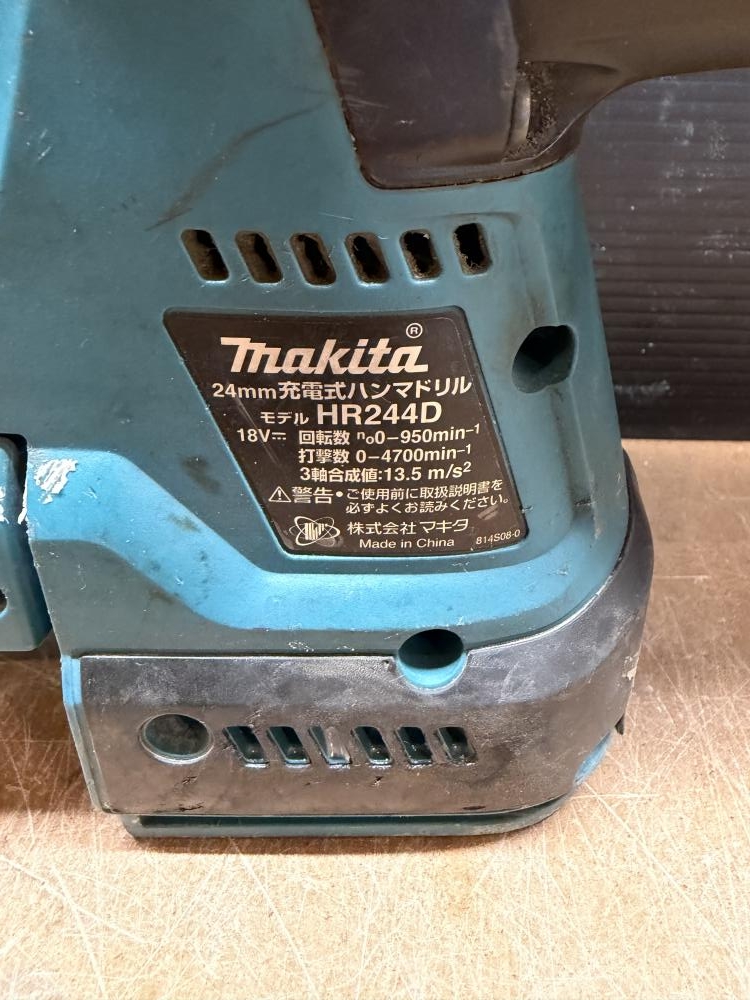 makita®
24mm充電式ハンマドリル
モデル HR244D
18V⎓ 回転数 n₀0-950min⁻¹
打撃数 0-4700min⁻¹
3軸合成値:13.5 m/s²
⚠警告・ご使用前に取扱説明書を
必ずよくお読みください。
株式会社マキタ
Made in China 814S08-0